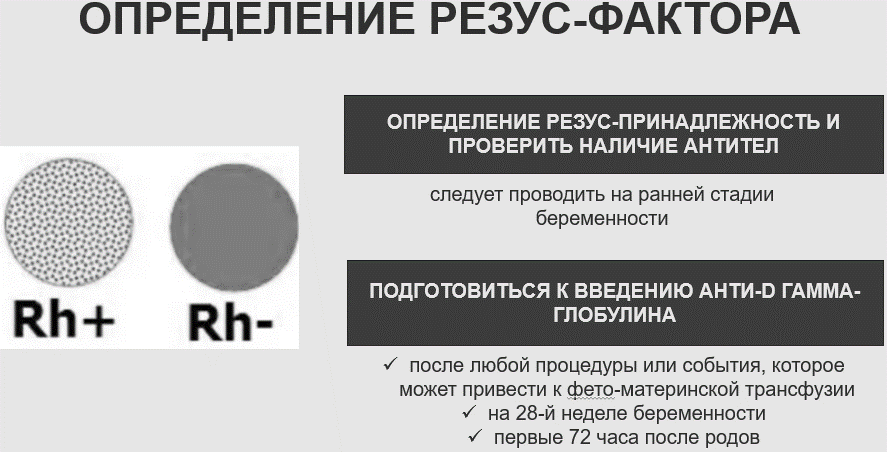 ОПРЕДЕЛЕНИЕ РЕЗУС-ФАКТОРА
ОПРЕДЕЛЕНИЕ РЕЗУС-ПРИНАДЛЕЖНОСТЬ И
ПРОВЕРИТЬ НАЛИЧИЕ АНТИТЕЛ
следует проводить на ранней стадии
беременности
Rh+ Rh-
ПОДГОТОВИТЬСЯ К ВВЕДЕНИЮ АНТИ-D ГАММА-
ГЛОБУЛИНА
✓ после любой процедуры или события, которое
может привести к фето-материнской трансфузии
✓ на 28-й неделе беременности
✓ первые 72 часа после родов